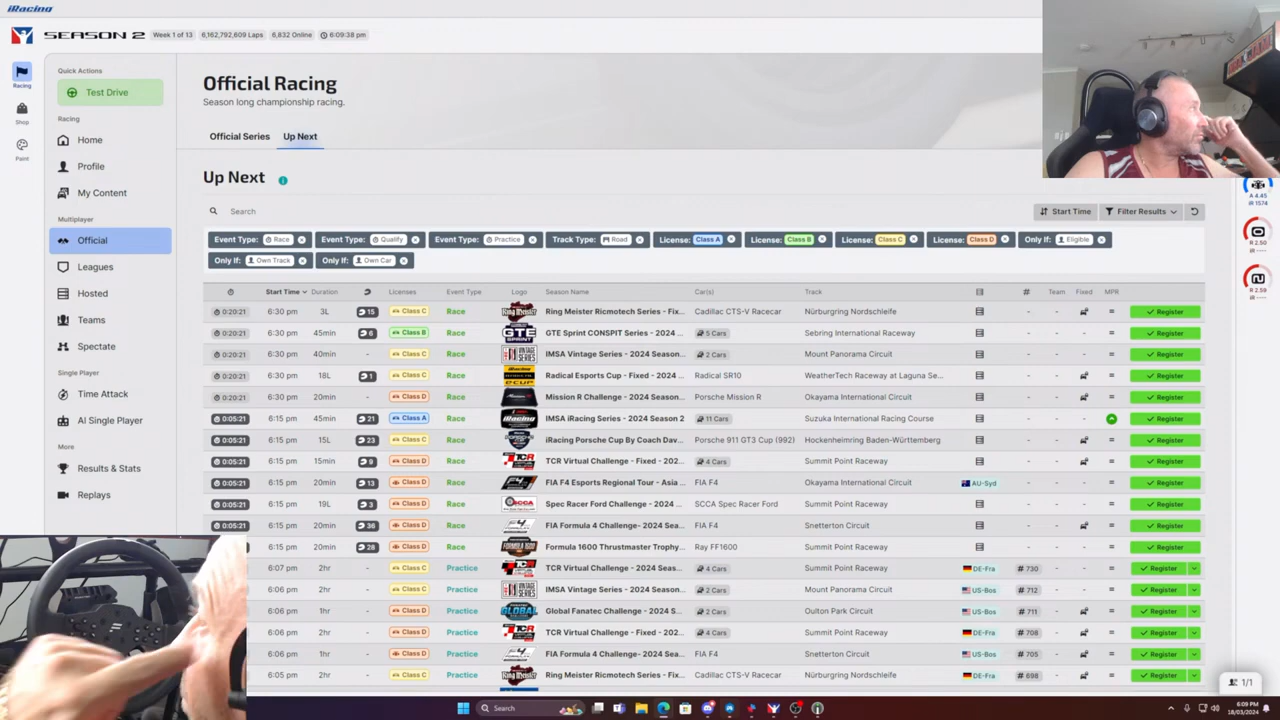 iRacing
SEASON 2 Week 1 of 13 6,162,792,609 Laps 6,832 Online 6:09:38 pm
Racing
Shop
Paint
Quick Actions
Test Drive
Racing
Home
Profile
My Content
Multiplayer
Official
Leagues
Hosted
Teams
Spectate
Single Player
Time Attack
AI Single Player
More
Results & Stats
Replays
Official Racing
Season long championship racing.
Official Series Up Next
Up Next
Search Start Time Filter Results
Event Type: Race Event Type: Qualify Event Type: Practice Track Type: Road License: Class A License: Class B License: Class C License: Class D Only If: Eligible
Only If: Own Track Only If: Own Car
Start Time Duration Licenses Event Type Logo Season Name Car(s) Track # Team Fixed MPR
0:20:21 6:30 pm 3L 15 Class C Race Ring Meister Ricmotech Series - Fix... Cadillac CTS-V Racecar Nürburgring Nordschleife - - = Register
0:20:21 6:30 pm 45min 6 Class B Race GTE Sprint CONSPIT Series - 2024 ... 5 Cars Sebring International Raceway - - - = Register
0:20:21 6:30 pm 40min - Class C Race IMSA Vintage Series - 2024 Season... 2 Cars Mount Panorama Circuit - - - = Register
0:20:21 6:30 pm 18L 1 Class C Race Radical Esports Cup - Fixed - 2024 ... Radical SR10 WeatherTech Raceway at Laguna Se... - - = Register
0:20:21 6:30 pm 20min - Class D Race Mission R Challenge - Fixed - 2024... Porsche Mission R Okayama International Circuit - - = Register
0:05:21 6:15 pm 45min 21 Class A Race IMSA iRacing Series - 2024 Season 2 11 Cars Suzuka International Racing Course - - - Register
0:05:21 6:15 pm 15L 23 Class C Race iRacing Porsche Cup By Coach Dav... Porsche 911 GT3 Cup (992) Hockenheimring Baden-Württemberg - - = Register
0:05:21 6:15 pm 15min 9 Class D Race TCR Virtual Challenge - Fixed - 202... 4 Cars Summit Point Raceway - - = Register
0:05:21 6:15 pm 20min 13 Class D Race FIA F4 Esports Regional Tour - Asia ... FIA F4 Okayama International Circuit AU-Syd - - = Register
0:05:21 6:15 pm 19L 3 Class D Race Spec Racer Ford Challenge - 2024 ... SCCA Spec Racer Ford Summit Point Raceway - - - = Register
0:05:21 6:15 pm 20min 36 Class D Race FIA Formula 4 Challenge- 2024 Sea... FIA F4 Snetterton Circuit - - = Register
0:05:21 6:15 pm 20min 28 Class D Race Formula 1600 Thrustmaster Trophy... Ray FF1600 Summit Point Raceway - - - = Register
6:07 pm 2hr - Class D Practice TCR Virtual Challenge - 2024 Seas... 4 Cars Summit Point Raceway DE-Fra #730 - - = Register
6:06 pm 2hr - Class C Practice IMSA Vintage Series - 2024 Season... 2 Cars Mount Panorama Circuit US-Bos #712 - - = Register
6:06 pm 1hr - Class D Practice Global Fanatec Challenge - 2024 S... 2 Cars Oulton Park Circuit US-Bos #711 - = Register
6:06 pm 2hr - Class D Practice TCR Virtual Challenge - Fixed - 202... 4 Cars Summit Point Raceway DE-Fra #708 - = Register
6:06 pm 1hr - Class D Practice FIA Formula 4 Challenge- 2024 Sea... FIA F4 Snetterton Circuit US-Bos #705 - = Register
6:05 pm 2hr - Class C Practice Ring Meister Ricmotech Series - Fix... Cadillac CTS-V Racecar Nürburgring Nordschleife DE-Fra #698 - = Register
A 4.45
iR 1574
R 2.50
iR ----
R 2.59
iR ----
1/1
Search
6:09 PM
18/03/2024